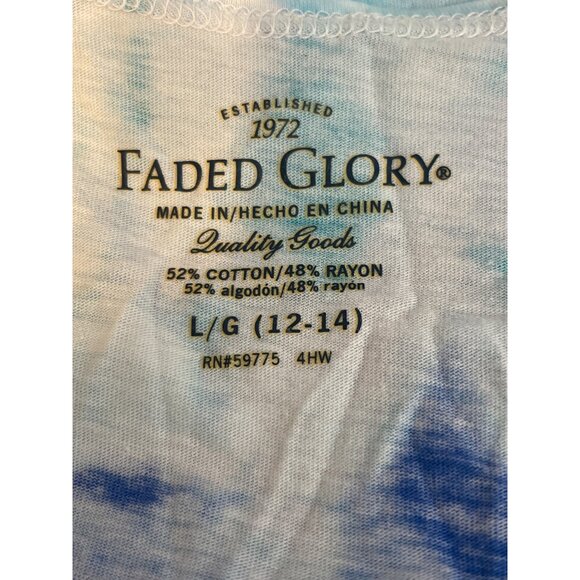 ESTABLISHED
1972
FADED GLORY®
MADE IN/HECHO EN CHINA
Quality Goods
52% COTTON/48% RAYON
52% algodón/48% rayón
L/G (12-14)
RN#59775 4HW